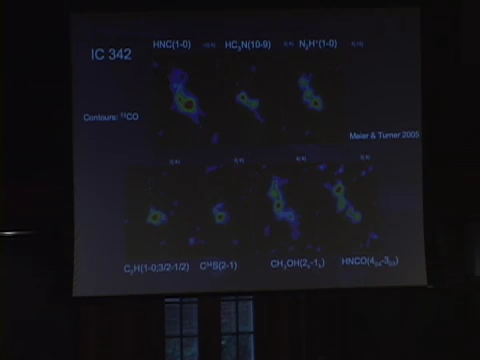 IC 342
HNC(1-0)
HC₃N(10-9)
N₂H⁺(1-0)
Contours: ¹³CO
Meier & Turner 2005
C₂H(1-0;3/2-1/2)
C³⁴S(2-1)
CH₃OH(2ₖ-1ₖ)
HNCO(4₀₄-3₀₃)